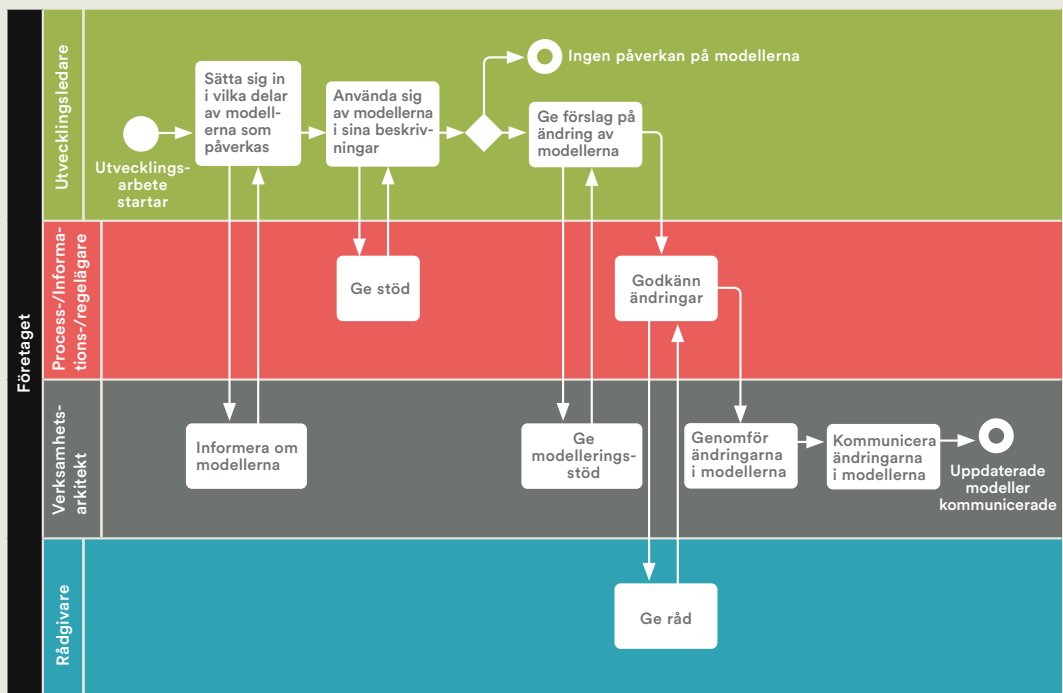 Företaget
Utvecklingsledare
Utvecklings-
arbete
startar
Sätta sig in
i vilka delar
av modell-
erna som
påverkas
Använda sig
av modellerna
i sina beskriv-
ningar
Ingen påverkan på modellerna
Ge förslag på
ändring av
modellerna
Process-/Informa-
tions-/regelägare
Ge stöd
Godkänn
ändringar
Verksamhets-
arkitekt
Informera om
modellerna
Ge
modellerings-
stöd
Genomför
ändringarna
i modellerna
Kommunicera
ändringarna
i modellerna
Uppdaterade
modeller
kommunicerade
Rådgivare
Ge råd